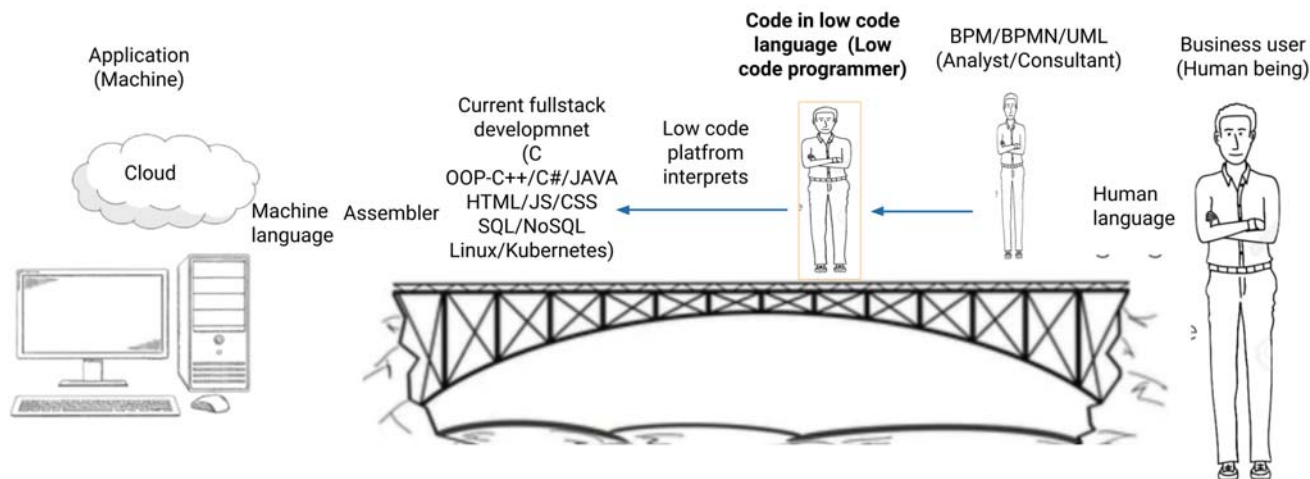 Application
(Machine)
Cloud
Machine
language
Assembler
Current fullstack
developmnet
(C
OOP-C++/C#/JAVA
HTML/JS/CSS
SQL/NoSQL
Linux/Kubernetes)
Low code
platfrom
interprets
Code in low code
language (Low
code programmer)
BPM/BPMN/UML
(Analyst/Consultant)
Human
language
Business user
(Human being)